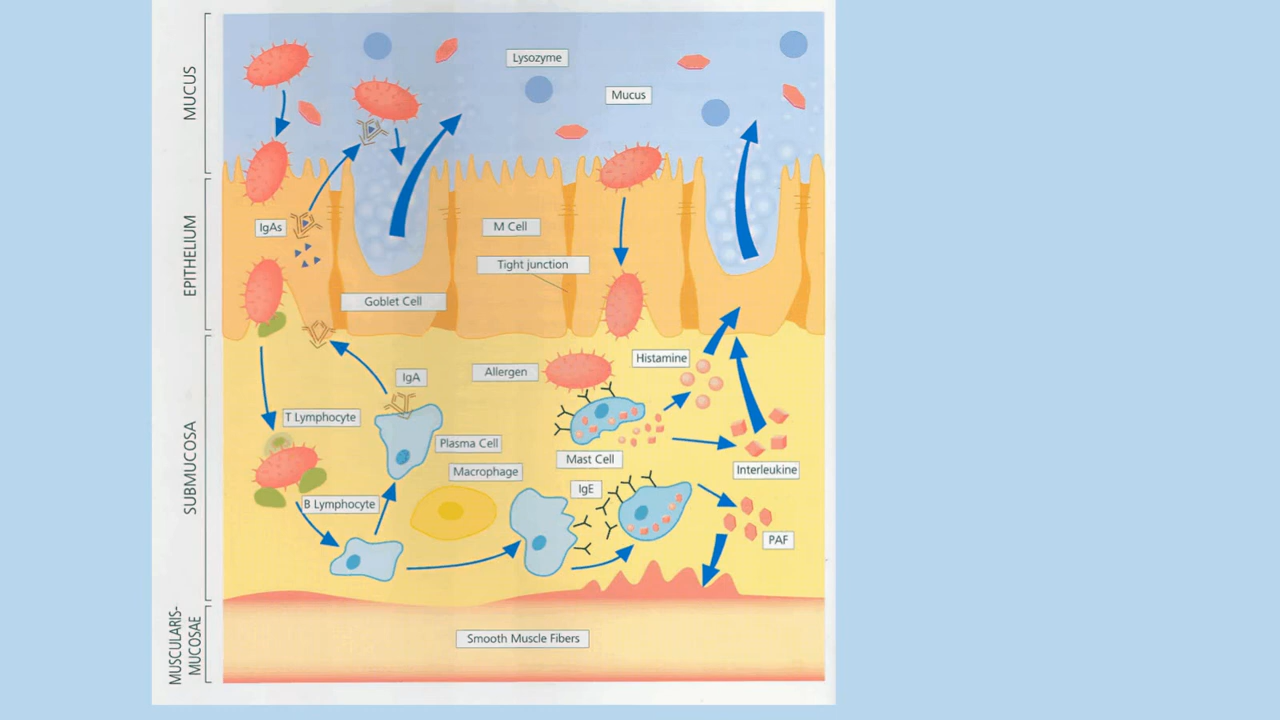 MUCUS
Lysozyme
Mucus
EPITHELIUM
IgAs
M Cell
Tight junction
Goblet Cell
SUBMUCOSA
Histamine
Allergen
IgA
T Lymphocyte
Plasma Cell
Mast Cell
Macrophage
Interleukine
IgE
B Lymphocyte
PAF
MUSCULARIS-
MUCOSAE
Smooth Muscle Fibers